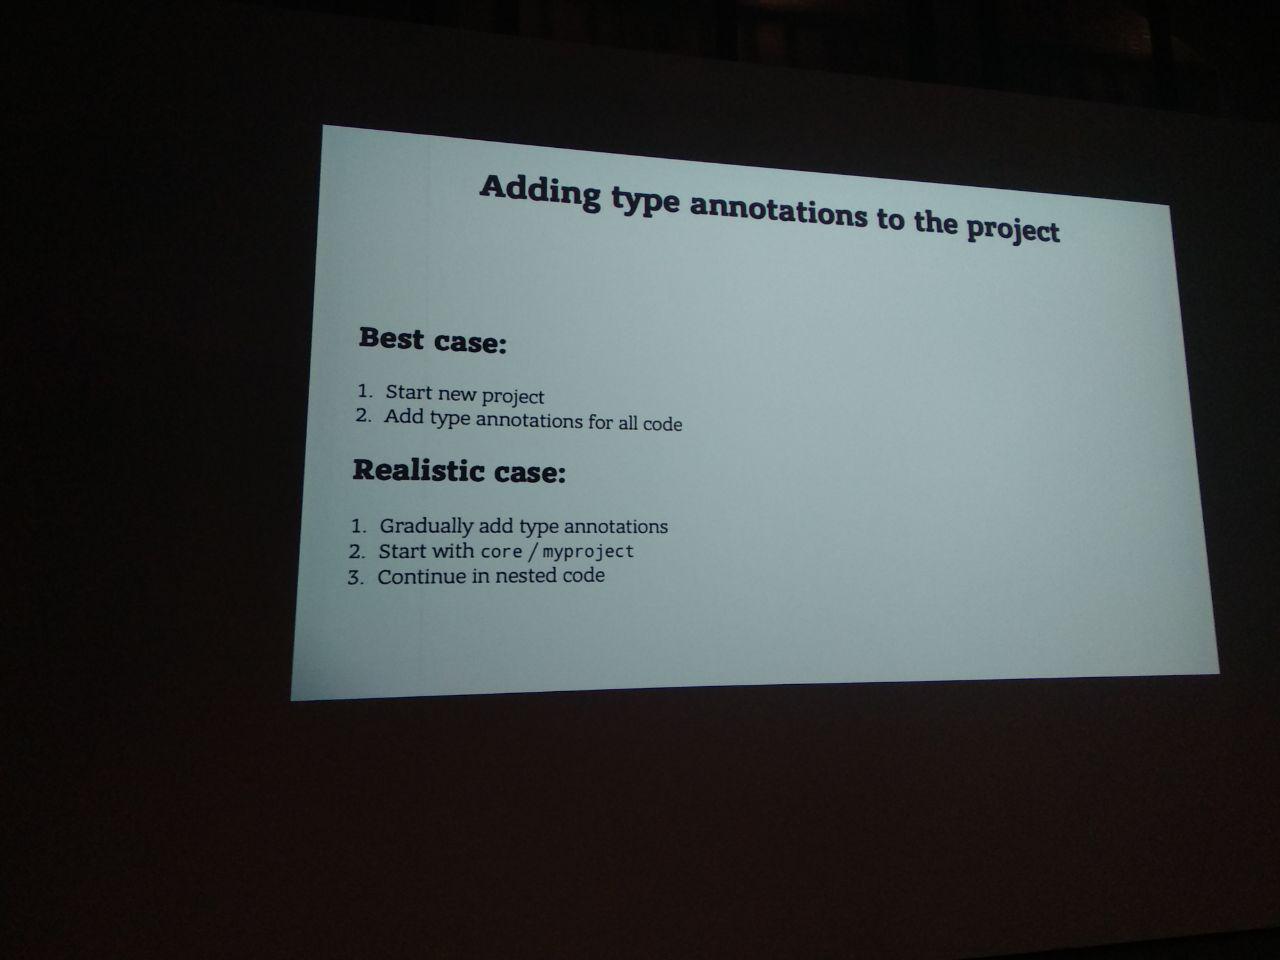 Adding type annotations to the project
Best case:
1. Start new project
2. Add type annotations for all code
Realistic case:
1. Gradually add type annotations
2. Start with core / myproject
3. Continue in nested code